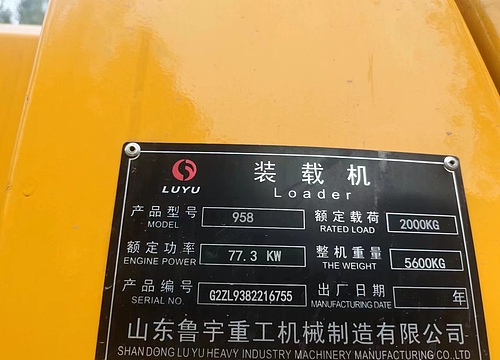 装载机
LUYU
Loader
产品型号 958 额定载荷 2000KG
MODEL RATED LOAD
额定功率 77.3 KW 整机重量 5600KG
ENGINE POWER THE WEIGHT
产品编号 G2ZL9382216755 出厂日期 年
SERIAL NO. MANUFACTURING DATE
山东鲁宇重工机械制造有限公司
SHAN DONG LU YU HEAVY INDUSTRY MACHINERY MANUFACTURING CO.LTD